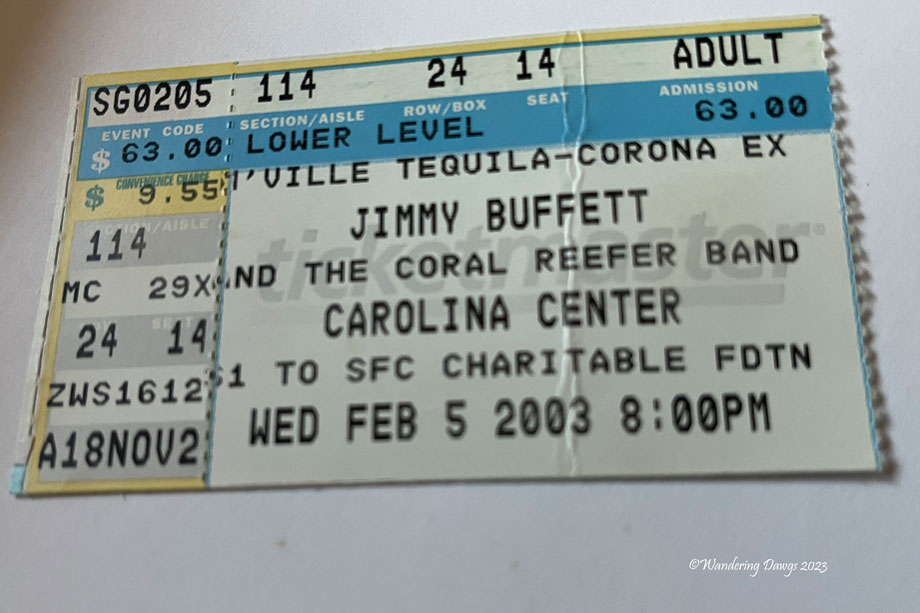 SG0205 114 24 14 ADULT
EVENT CODE SECTION/AISLE ROW/BOX SEAT ADMISSION
$ 63.00 LOWER LEVEL 63.00
CONVENIENCE CHARGE
$ 9.55
M'VILLE TEQUILA-CORONA EX
SECTION/AISLE
114
JIMMY BUFFETT
ticketmaster
MC 29X
AND THE CORAL REEFER BAND
SEAT
24 14
CAROLINA CENTER
ZWS1612
$1 TO SFC CHARITABLE FDTN
A18NOV2
WED FEB 5 2003 8:00PM
©Wandering Dawgs 2023